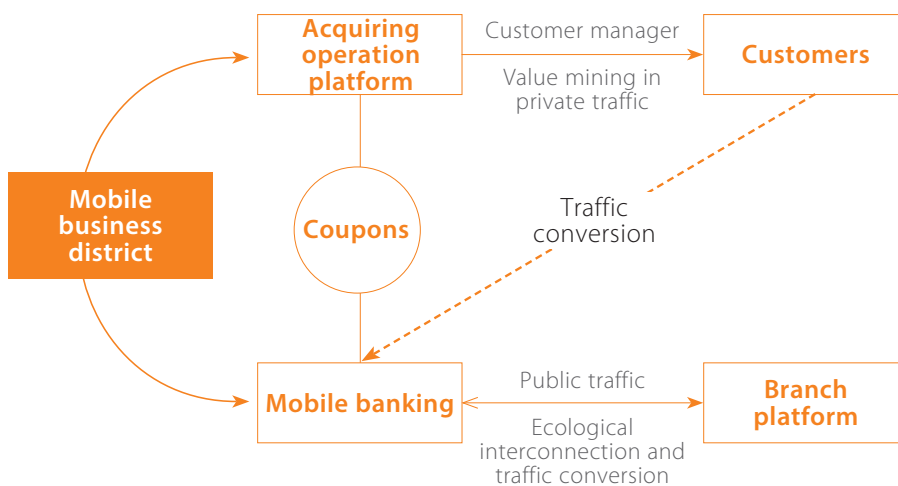 Acquiring
operation
platform
Customer manager
Value mining in
private traffic
Customers
Mobile
business
district
Coupons
Traffic
conversion
Mobile banking
Public traffic
Ecological
interconnection and
traffic conversion
Branch
platform